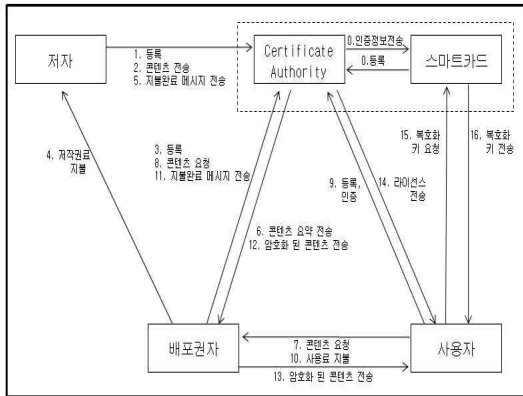 저자
1. 등록
2. 콘텐츠 전송
5. 지불완료 메시지 전송
Certificate
Authority
0.인증정보전송
0.등록
스마트카드
4. 저작권료
지불
3. 등록
8. 콘텐츠 요청
11. 지불완료 메시지 전송
15. 복호화
키 요청
16. 복호화
키 전송
9. 등록,
인증
14. 라이선스
전송
6. 콘텐츠 요약 전송
12. 암호화 된 콘텐츠 전송
배포권자
7. 콘텐츠 요청
10. 사용료 지불
13. 암호화 된 콘텐츠 전송
사용자